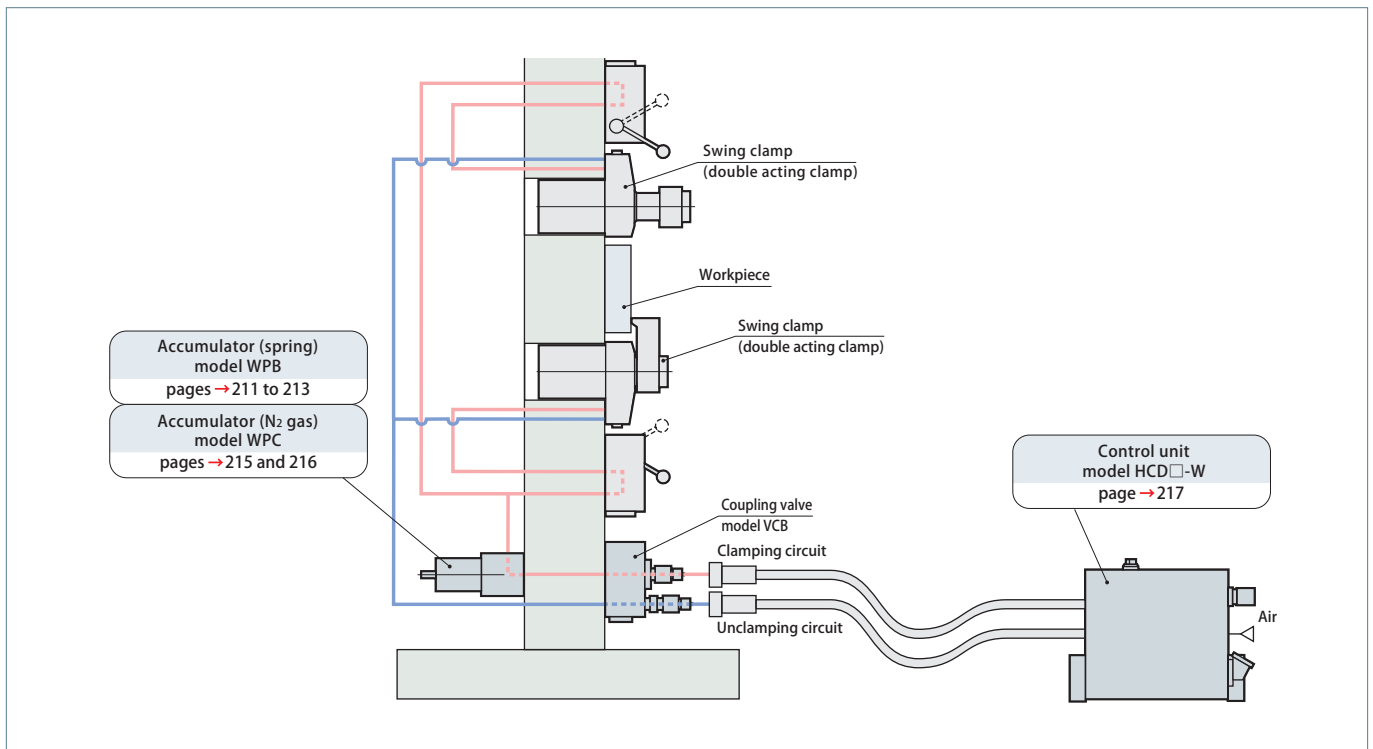 Swing clamp
(double acting clamp)
Workpiece
Swing clamp
(double acting clamp)
Accumulator (spring)
model WPB
pages →211 to 213
Accumulator (N2 gas)
model WPC
pages →215 and 216
Control unit
model HCD□-W
page →217
Coupling valve
model VCB
Clamping circuit
Unclamping circuit
Air